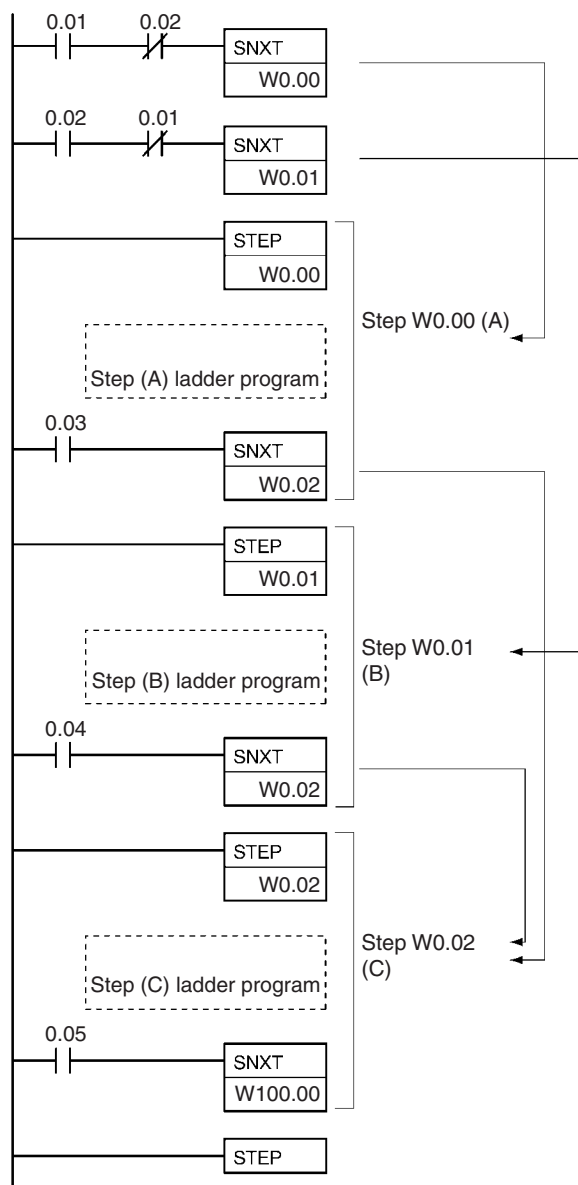 0.01 0.02
SNXT
W0.00
0.02 0.01
SNXT
W0.01
STEP
W0.00
Step W0.00 (A)
Step (A) ladder program
0.03
SNXT
W0.02
STEP
W0.01
Step W0.01
(B)
Step (B) ladder program
0.04
SNXT
W0.02
STEP
W0.02
Step W0.02
(C)
Step (C) ladder program
0.05
SNXT
W100.00
STEP